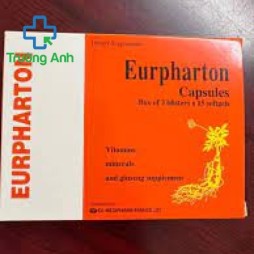 Trường Anh
Eurpharton
Capsules
Box of 3 blisters x 15 softgels
Vitamins
minerals
and ginseng supplement
EURPHARTON